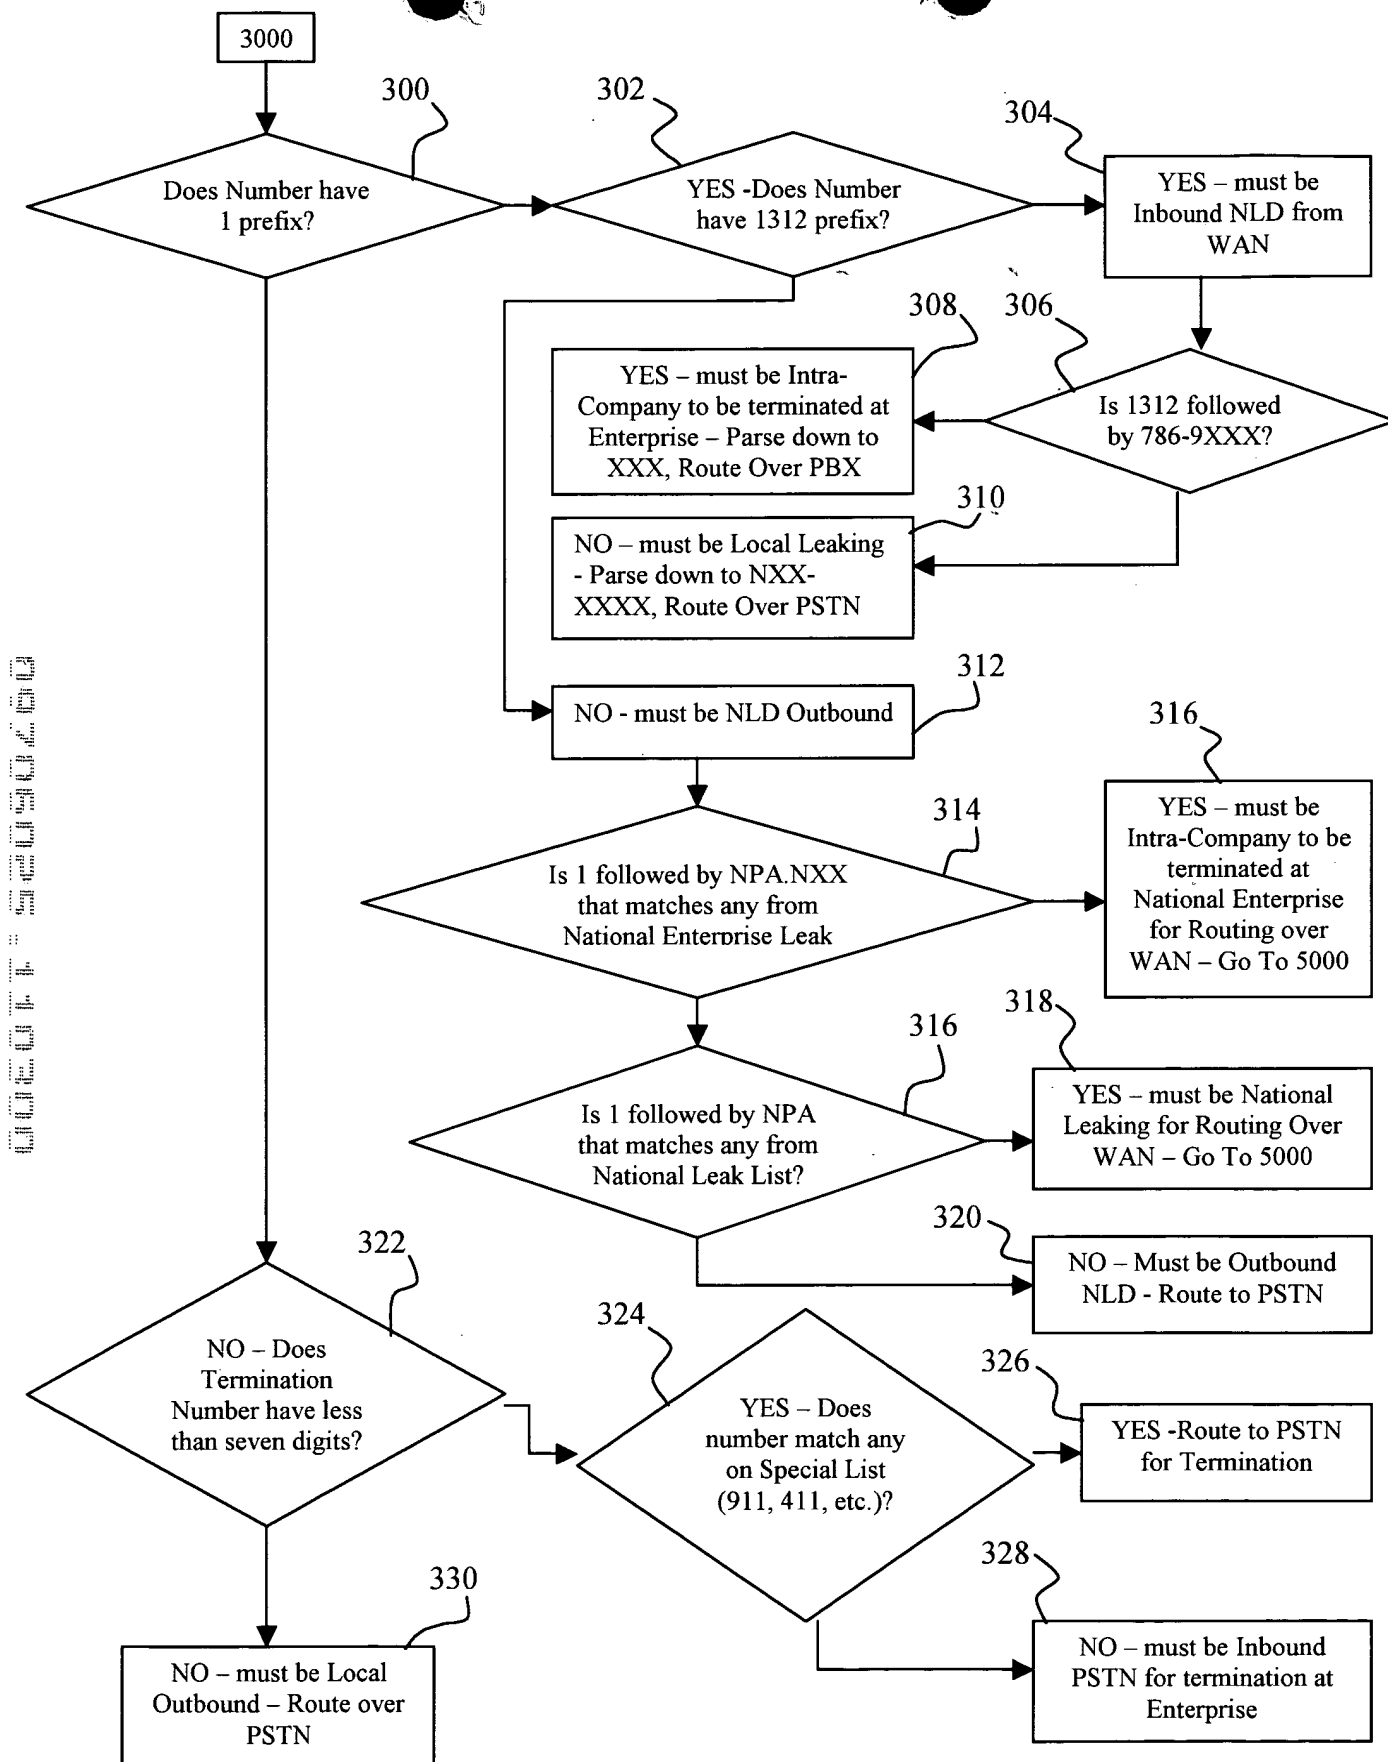 3000
300
302
304
Does Number have
1 prefix?
YES -Does Number
have 1312 prefix?
YES – must be
Inbound NLD from
WAN
308
306
YES – must be Intra-
Company to be terminated at
Enterprise – Parse down to
XXX, Route Over PBX
Is 1312 followed
by 786-9XXX?
310
NO – must be Local Leaking
- Parse down to NXX-
XXXX, Route Over PSTN
312
NO - must be NLD Outbound
316
314
YES – must be
Intra-Company to be
terminated at
National Enterprise
for Routing over
WAN – Go To 5000
Is 1 followed by NPA.NXX
that matches any from
National Enterprise Leak
316
318
Is 1 followed by NPA
that matches any from
National Leak List?
YES – must be National
Leaking for Routing Over
WAN – Go To 5000
320
NO – Must be Outbound
NLD - Route to PSTN
322
NO – Does
Termination
Number have less
than seven digits?
324
YES – Does
number match any
on Special List
(911, 411, etc.)?
326
YES -Route to PSTN
for Termination
328
NO – must be Inbound
PSTN for termination at
Enterprise
330
NO – must be Local
Outbound – Route over
PSTN